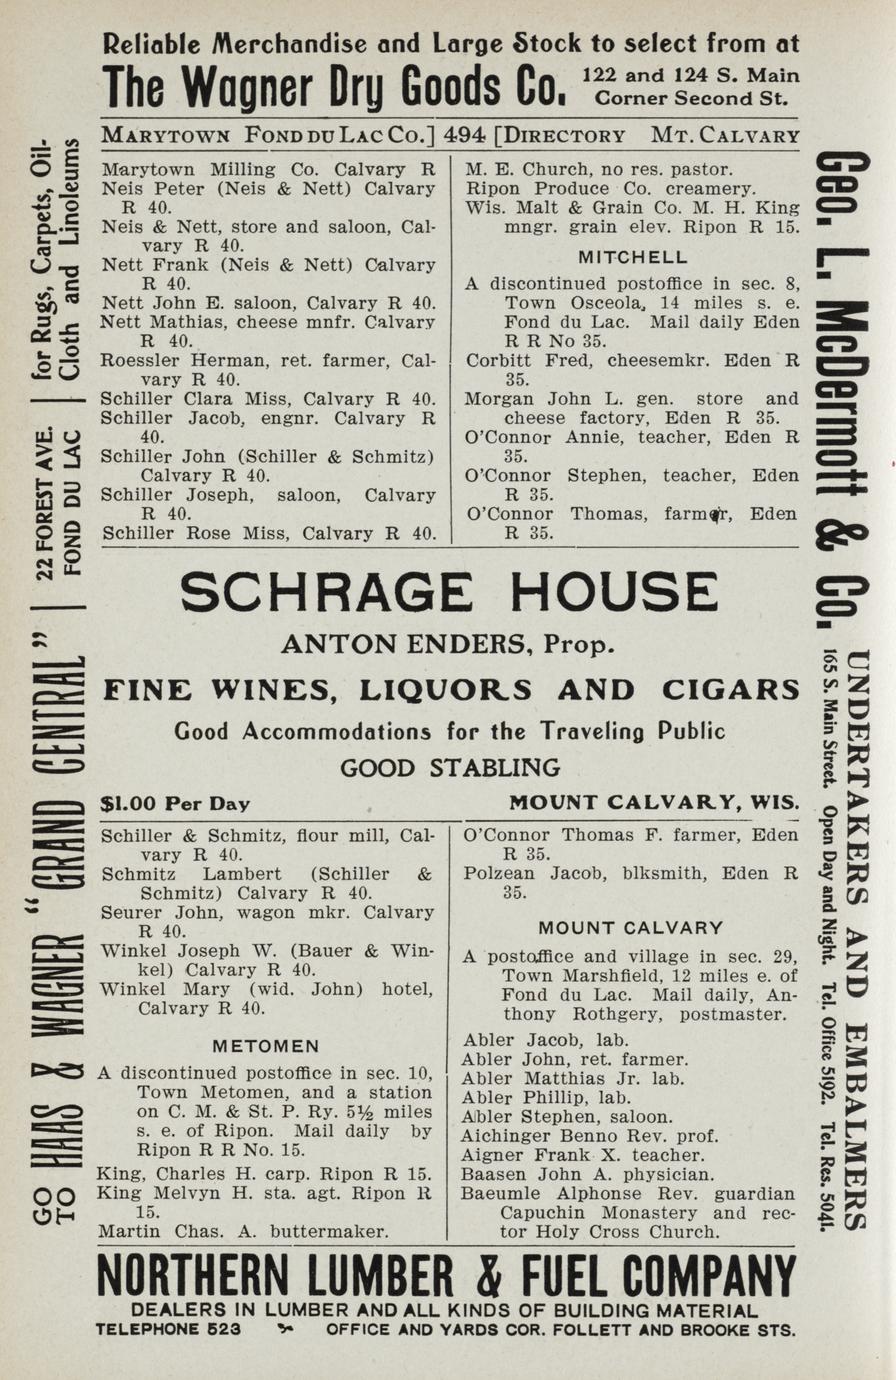 Reliable Merchandise and Large Stock to select from at
The Wagner Dry Goods Co. 122 and 124 S. Main
Corner Second St.
MARYTOWN FOND DU LAC CO.] 494 [DIRECTORY MT. CALVARY
Marytown Milling Co. Calvary R
Neis Peter (Neis & Nett) Calvary
R 40.
Neis & Nett, store and saloon, Cal-
vary R 40.
Nett Frank (Neis & Nett) Calvary
R 40.
Nett John E. saloon, Calvary R 40.
Nett Mathias, cheese mnfr. Calvary
R 40.
Roessler Herman, ret. farmer, Cal-
vary R 40.
Schiller Clara Miss, Calvary R 40.
Schiller Jacob, engnr. Calvary R
40.
Schiller John (Schiller & Schmitz)
Calvary R 40.
Schiller Joseph, saloon, Calvary
R 40.
Schiller Rose Miss, Calvary R 40.
M. E. Church, no res. pastor.
Ripon Produce Co. creamery.
Wis. Malt & Grain Co. M. H. King
mngr. grain elev. Ripon R 15.
MITCHELL
A discontinued postoffice in sec. 8,
Town Osceola, 14 miles s. e.
Fond du Lac. Mail daily Eden
R R No 35.
Corbitt Fred, cheesemkr. Eden R
35.
Morgan John L. gen. store and
cheese factory, Eden R 35.
O'Connor Annie, teacher, Eden R
35.
O'Connor Stephen, teacher, Eden
R 35.
O'Connor Thomas, farmer, Eden
R 35.
SCHRAGE HOUSE
ANTON ENDERS, Prop.
FINE WINES, LIQUORS AND CIGARS
Good Accommodations for the Traveling Public
GOOD STABLING
$1.00 Per Day MOUNT CALVARY, WIS.
Schiller & Schmitz, flour mill, Cal-
vary R 40.
Schmitz Lambert (Schiller &
Schmitz) Calvary R 40.
Seurer John, wagon mkr. Calvary
R 40.
Winkel Joseph W. (Bauer & Win-
kel) Calvary R 40.
Winkel Mary (wid. John) hotel,
Calvary R 40.
METOMEN
A discontinued postoffice in sec. 10,
Town Metomen, and a station
on C. M. & St. P. Ry. 5½ miles
s. e. of Ripon. Mail daily by
Ripon R R No. 15.
King, Charles H. carp. Ripon R 15.
King Melvyn H. sta. agt. Ripon R
15.
Martin Chas. A. buttermaker.
O'Connor Thomas F. farmer, Eden
R 35.
Polzean Jacob, blksmith, Eden R
35.
MOUNT CALVARY
A postoffice and village in sec. 29,
Town Marshfield, 12 miles e. of
Fond du Lac. Mail daily, An-
thony Rothgery, postmaster.
Abler Jacob, lab.
Abler John, ret. farmer.
Abler Matthias Jr. lab.
Abler Phillip, lab.
Abler Stephen, saloon.
Aichinger Benno Rev. prof.
Aigner Frank X. teacher.
Baasen John A. physician.
Baeumle Alphonse Rev. guardian
Capuchin Monastery and rec-
tor Holy Cross Church.
NORTHERN LUMBER & FUEL COMPANY
DEALERS IN LUMBER AND ALL KINDS OF BUILDING MATERIAL
TELEPHONE 523 OFFICE AND YARDS COR. FOLLETT AND BROOKE STS.
GO TO HAAS & WAGNER "GRAND CENTRAL"
22 FOREST AVE.
FOND DU LAC
for Rugs, Carpets, Oil-
Cloth and Linoleums
Geo. L. McDermott & Co.
UNDERTAKERS AND EMBALMERS
165 S. Main Street. Open Day and Night. Tel. Office 5192. Tel. Res. 5041.